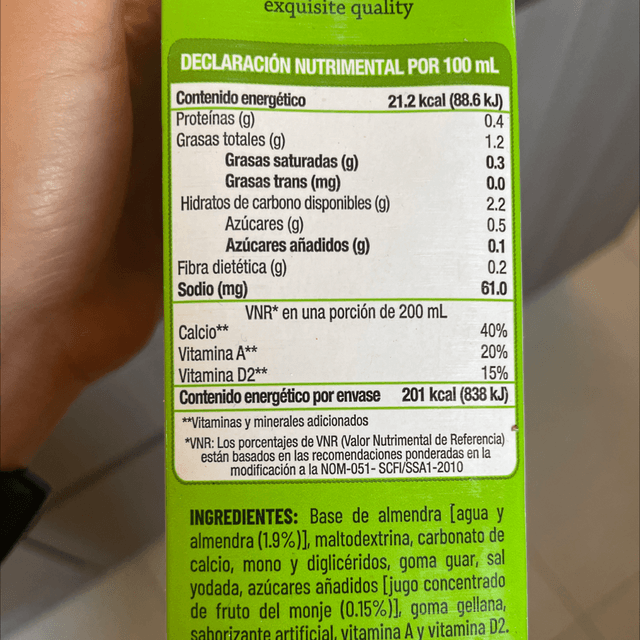 exquisite quality
DECLARACIÓN NUTRIMENTAL POR 100 mL
Contenido energético 21.2 kcal (88.6 kJ)
Proteínas (g) 0.4
Grasas totales (g) 1.2
Grasas saturadas (g) 0.3
Grasas trans (mg) 0.0
Hidratos de carbono disponibles (g) 2.2
Azúcares (g) 0.5
Azúcares añadidos (g) 0.1
Fibra dietética (g) 0.2
Sodio (mg) 61.0
VNR* en una porción de 200 mL
Calcio** 40%
Vitamina A** 20%
Vitamina D2** 15%
Contenido energético por envase 201 kcal (838 kJ)
**Vitaminas y minerales adicionados
*VNR: Los porcentajes de VNR (Valor Nutrimental de Referencia)
están basados en las recomendaciones ponderadas en la
modificación a la NOM-051- SCFI/SSA1-2010
INGREDIENTES: Base de almendra [agua y
almendra (1.9%)], maltodextrina, carbonato de
calcio, mono y diglicéridos, goma guar, sal
yodada, azúcares añadidos [jugo concentrado
de fruto del monje (0.15%)], goma gellana,
saborizante artificial, vitamina A y vitamina D2.